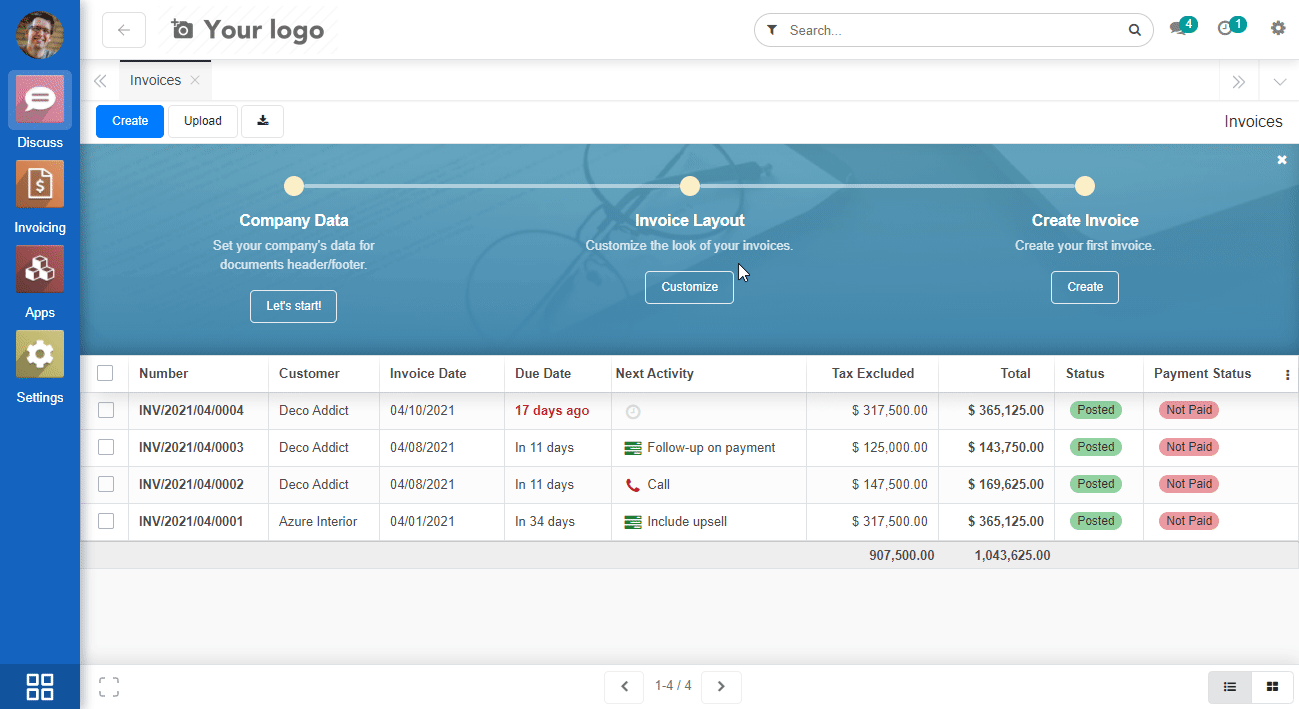 Your logo
Search...
4
1
Discuss
Invoicing
Apps
Settings
Invoices
Create
Upload
Invoices
Company Data
Set your company's data for
documents header/footer.
Let's start!
Invoice Layout
Customize the look of your invoices.
Customize
Create Invoice
Create your first invoice.
Create
Number Customer Invoice Date Due Date Next Activity Tax Excluded Total Status Payment Status
INV/2021/04/0004 Deco Addict 04/10/2021 17 days ago $ 317,500.00 $ 365,125.00 Posted Not Paid
INV/2021/04/0003 Deco Addict 04/08/2021 In 11 days Follow-up on payment $ 125,000.00 $ 143,750.00 Posted Not Paid
INV/2021/04/0002 Deco Addict 04/08/2021 In 11 days Call $ 147,500.00 $ 169,625.00 Posted Not Paid
INV/2021/04/0001 Azure Interior 04/01/2021 In 34 days Include upsell $ 317,500.00 $ 365,125.00 Posted Not Paid
907,500.00 1,043,625.00
1-4 / 4